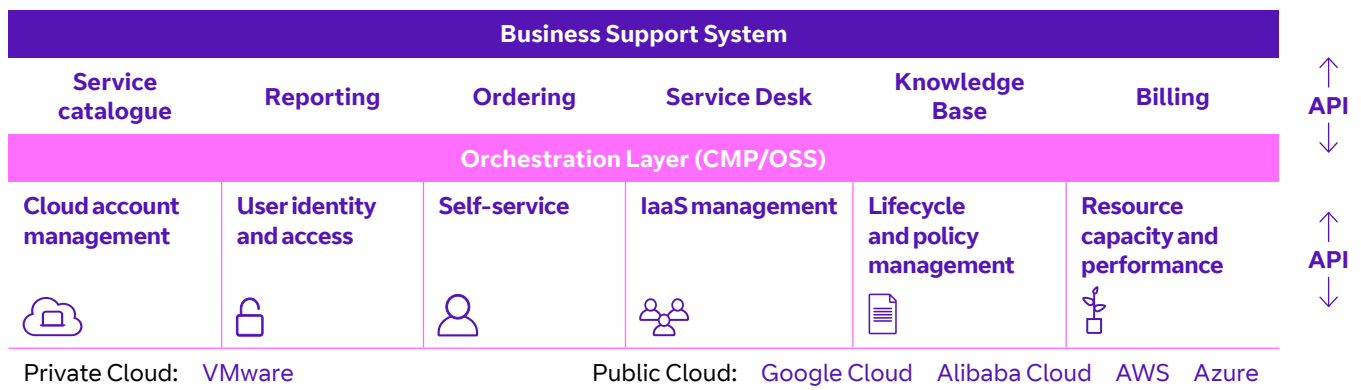 Business Support System
Service catalogue
Reporting
Ordering
Service Desk
Knowledge Base
Billing
API
Orchestration Layer (CMP/OSS)
Cloud account management
User identity and access
Self-service
IaaS management
Lifecycle and policy management
Resource capacity and performance
API
Private Cloud: VMware
Public Cloud: Google Cloud Alibaba Cloud AWS Azure